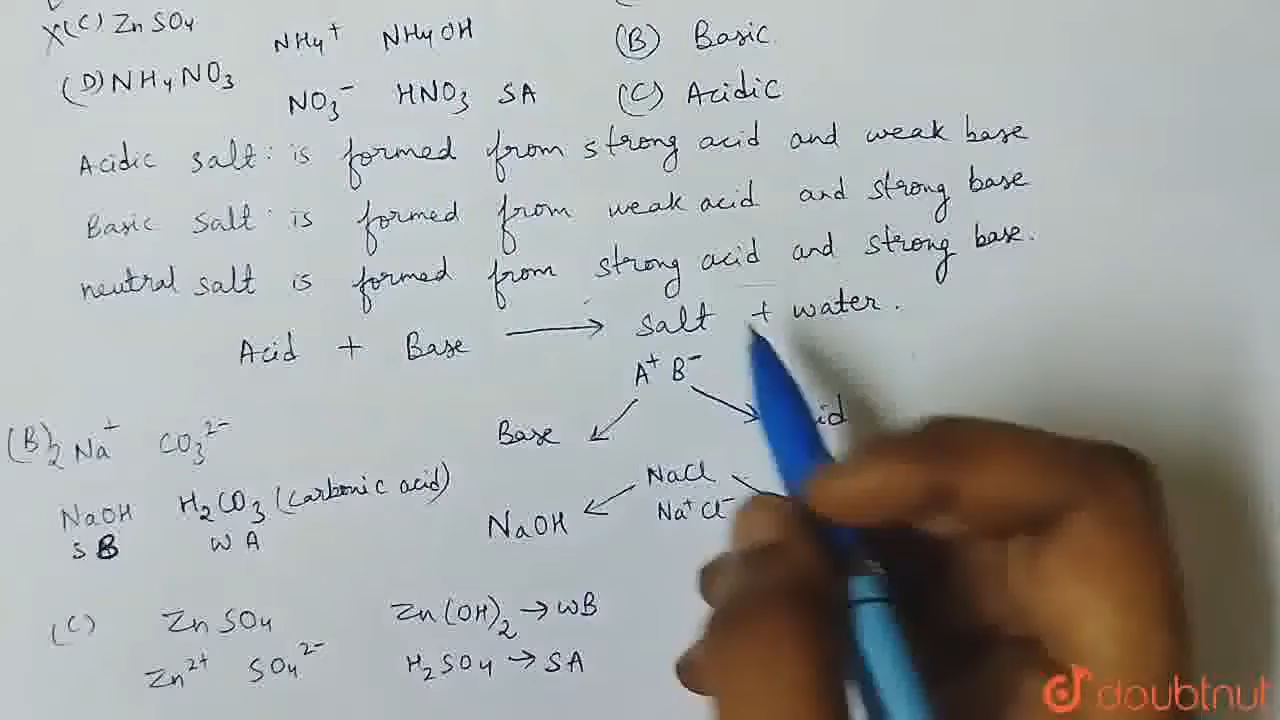 X(C) ZnSO4
(D) NH4NO3
NH4+ NH4OH
NO3- HNO3 SA
(B) Basic.
(C) Acidic
Acidic salt: is formed from strong acid and weak base
Basic salt: is formed from weak acid and strong base
neutral salt is formed from strong acid and strong base.
Acid + Base → salt + water.
A+ B-
Base
(B) 2Na+ CO3 2-
NaOH H2CO3 (carbonic acid)
SB WA
NaCl
NaOH Na+ Cl-
(C) ZnSO4 Zn(OH)2 → WB
Zn2+ SO4 2- H2SO4 → SA
doubtnut